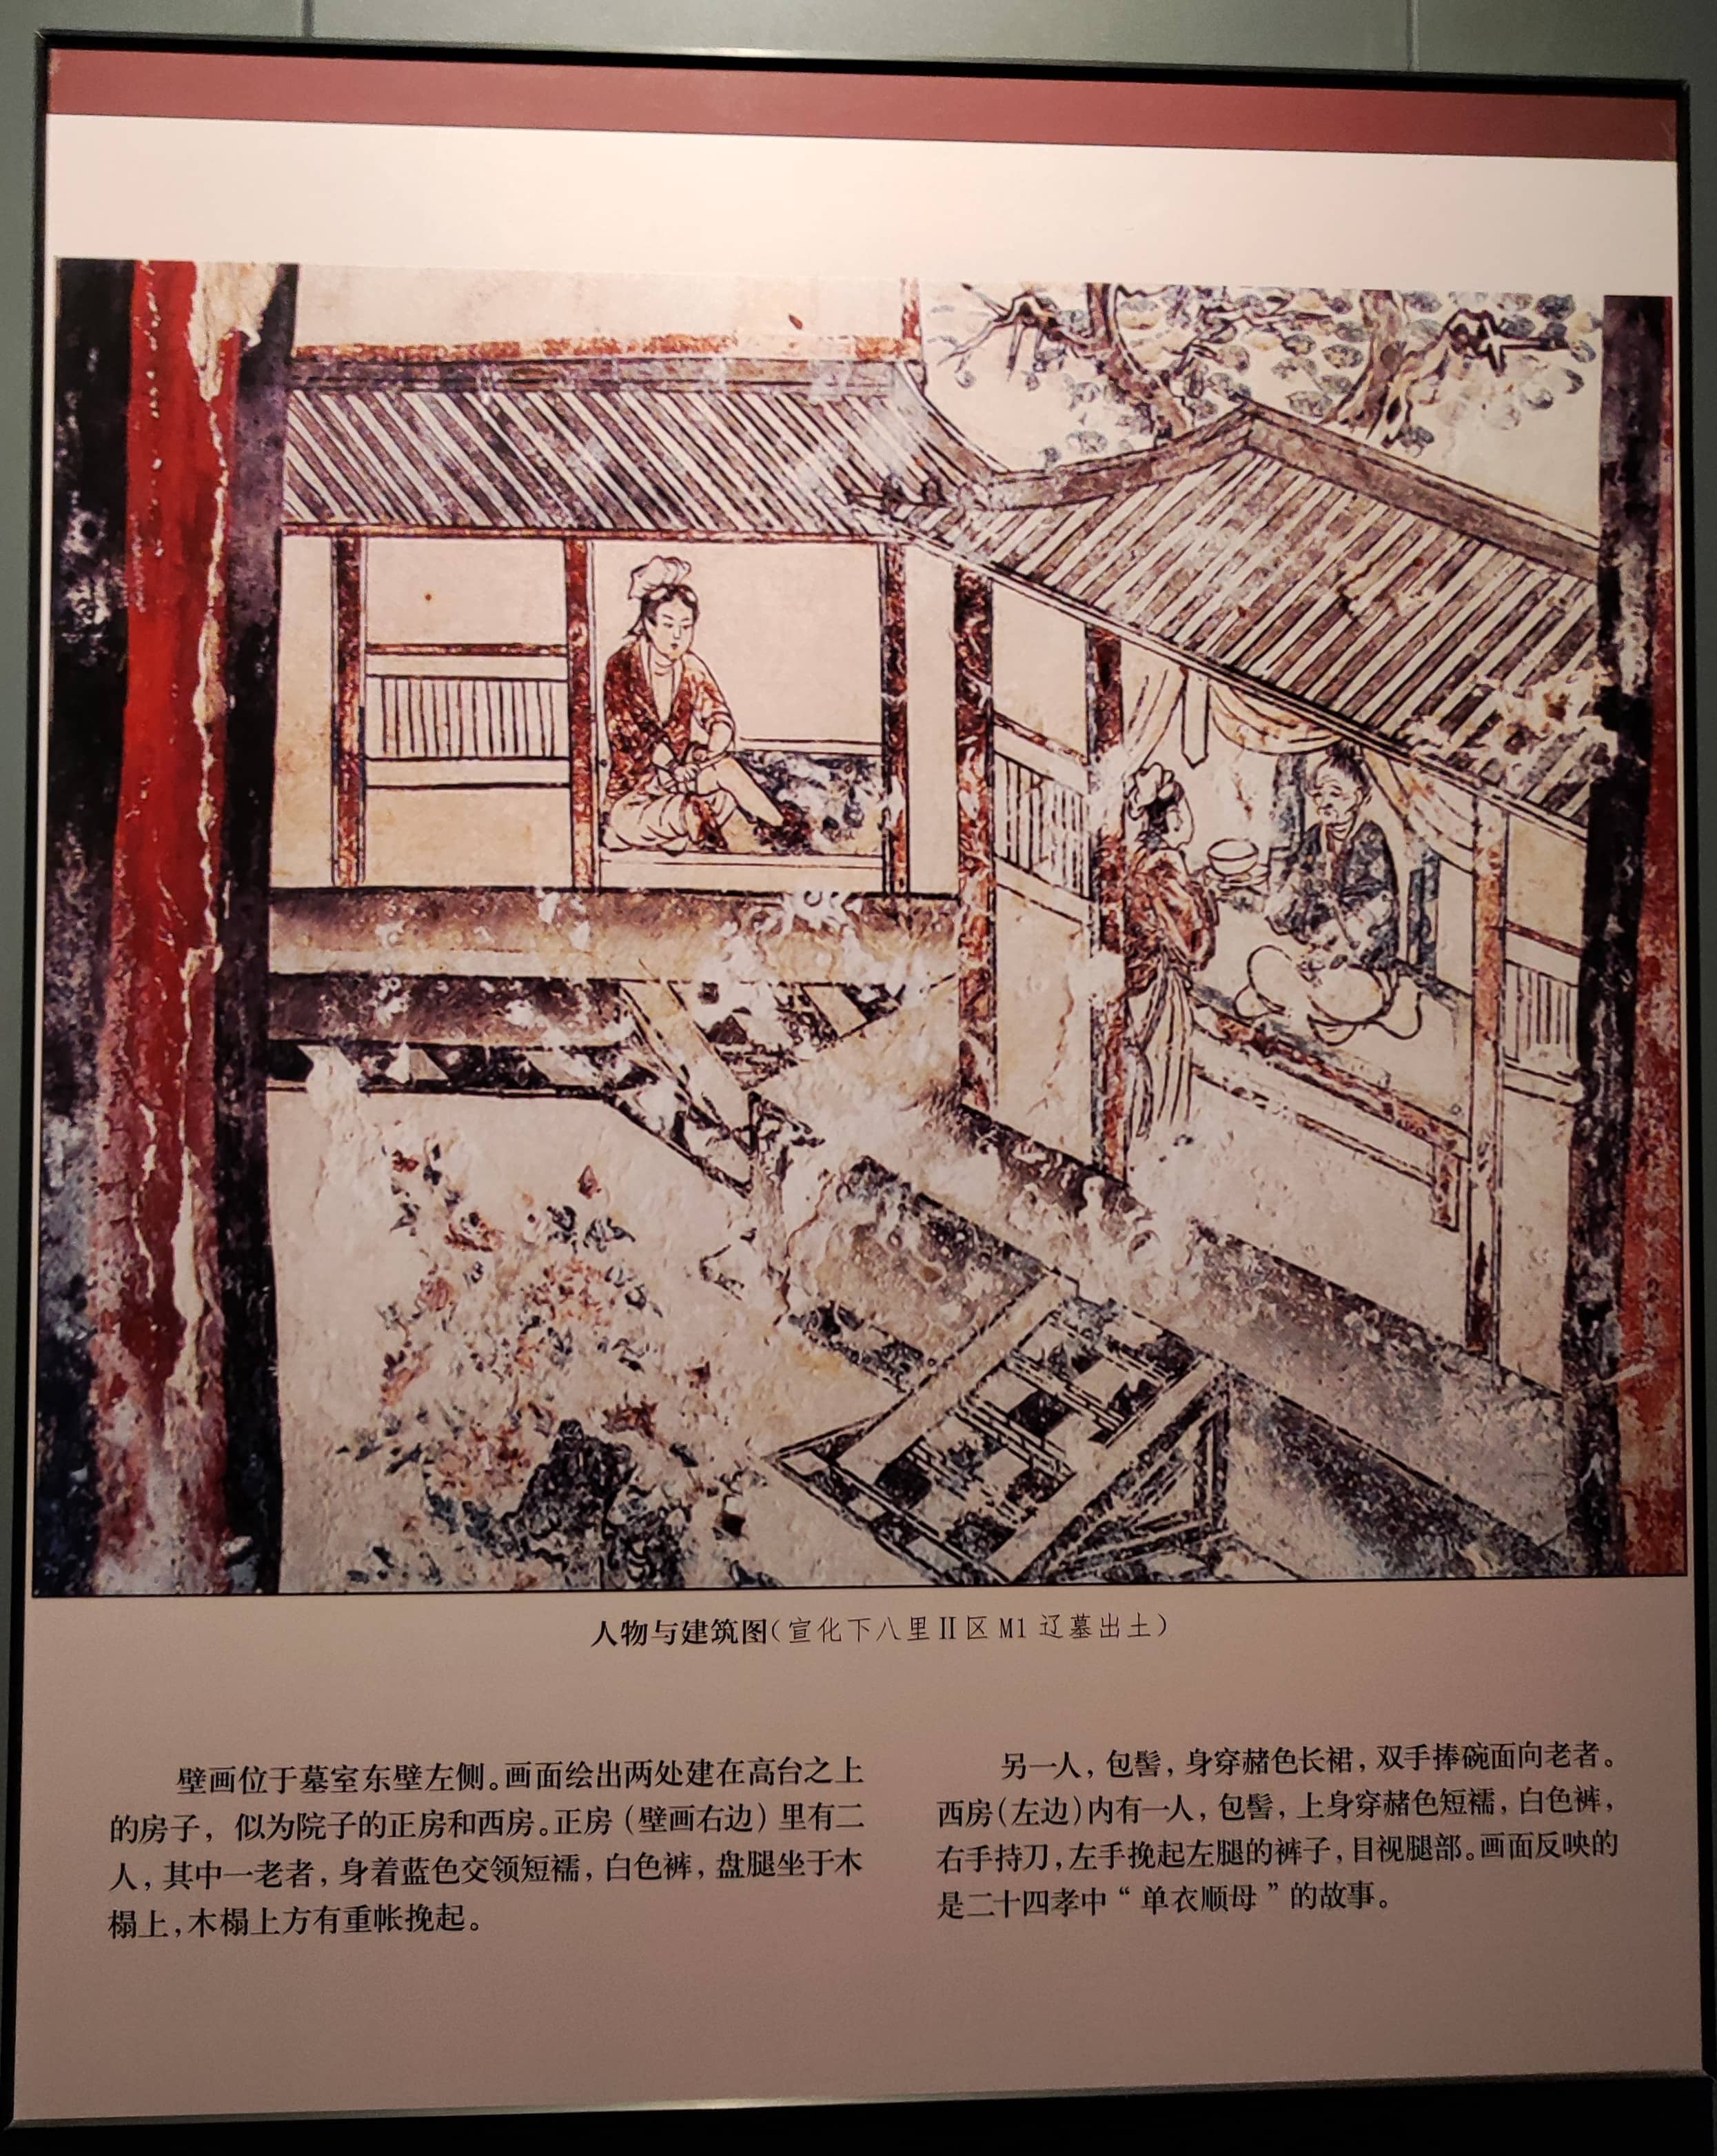 人物与建筑图(宣化下八里II区M1辽墓出土)
壁画位于墓室东壁左侧。画面绘出两处建在高台之上
的房子，似为院子的正房和西房。正房（壁画右边）里有二
人，其中一老者，身着蓝色交领短襦，白色裤，盘腿坐于木
榻上，木榻上方有重帐挽起。
另一人，包髻，身穿赭色长裙，双手捧碗面向老者。
西房(左边)内有一人，包髻，上身穿赭色短襦，白色裤，
右手持刀，左手挽起左腿的裤子，目视腿部。画面反映的
是二十四孝中“单衣顺母”的故事。